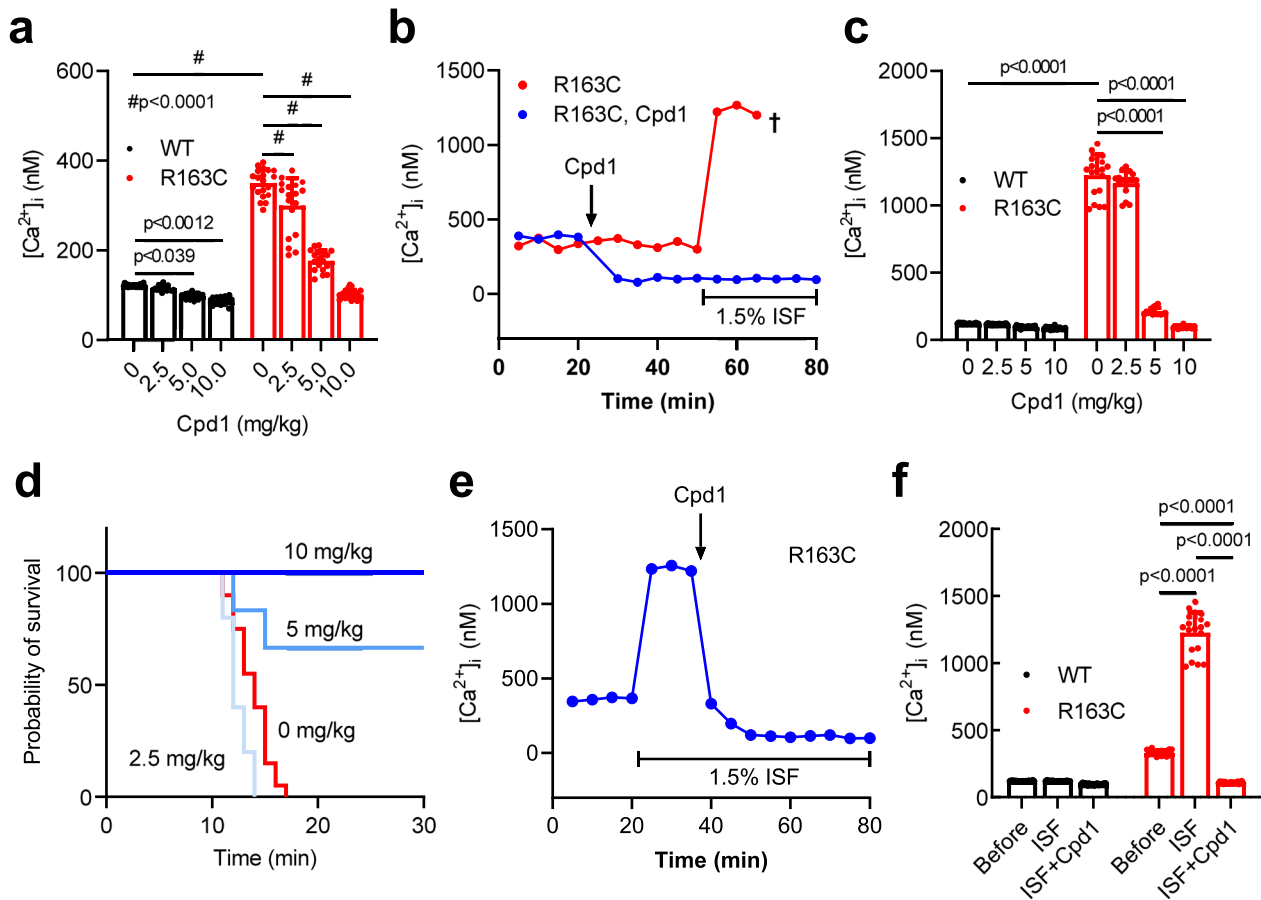 a
600
400
200
0
[Ca²⁺]ᵢ (nM)
#
#
#
#
#p<0.0001
WT
R163C
p<0.0012
p<0.039
0
2.5
5.0
10.0
0
2.5
5.0
10.0
Cpd1 (mg/kg)
b
1500
1000
500
0
[Ca²⁺]ᵢ (nM)
R163C
R163C, Cpd1
†
Cpd1
1.5% ISF
0 20 40 60 80
Time (min)
c
2000
1500
1000
500
0
[Ca²⁺]ᵢ (nM)
p<0.0001
p<0.0001
p<0.0001
WT
R163C
0 2.5 5 10 0 2.5 5 10
Cpd1 (mg/kg)
d
100
50
0
Probability of survival
10 mg/kg
5 mg/kg
0 mg/kg
2.5 mg/kg
0 10 20 30
Time (min)
e
1500
1000
500
0
[Ca²⁺]ᵢ (nM)
Cpd1
R163C
1.5% ISF
0 20 40 60 80
Time (min)
f
2000
1500
1000
500
0
[Ca²⁺]ᵢ (nM)
p<0.0001
p<0.0001
p<0.0001
WT
R163C
Before
ISF
ISF+Cpd1
Before
ISF
ISF+Cpd1